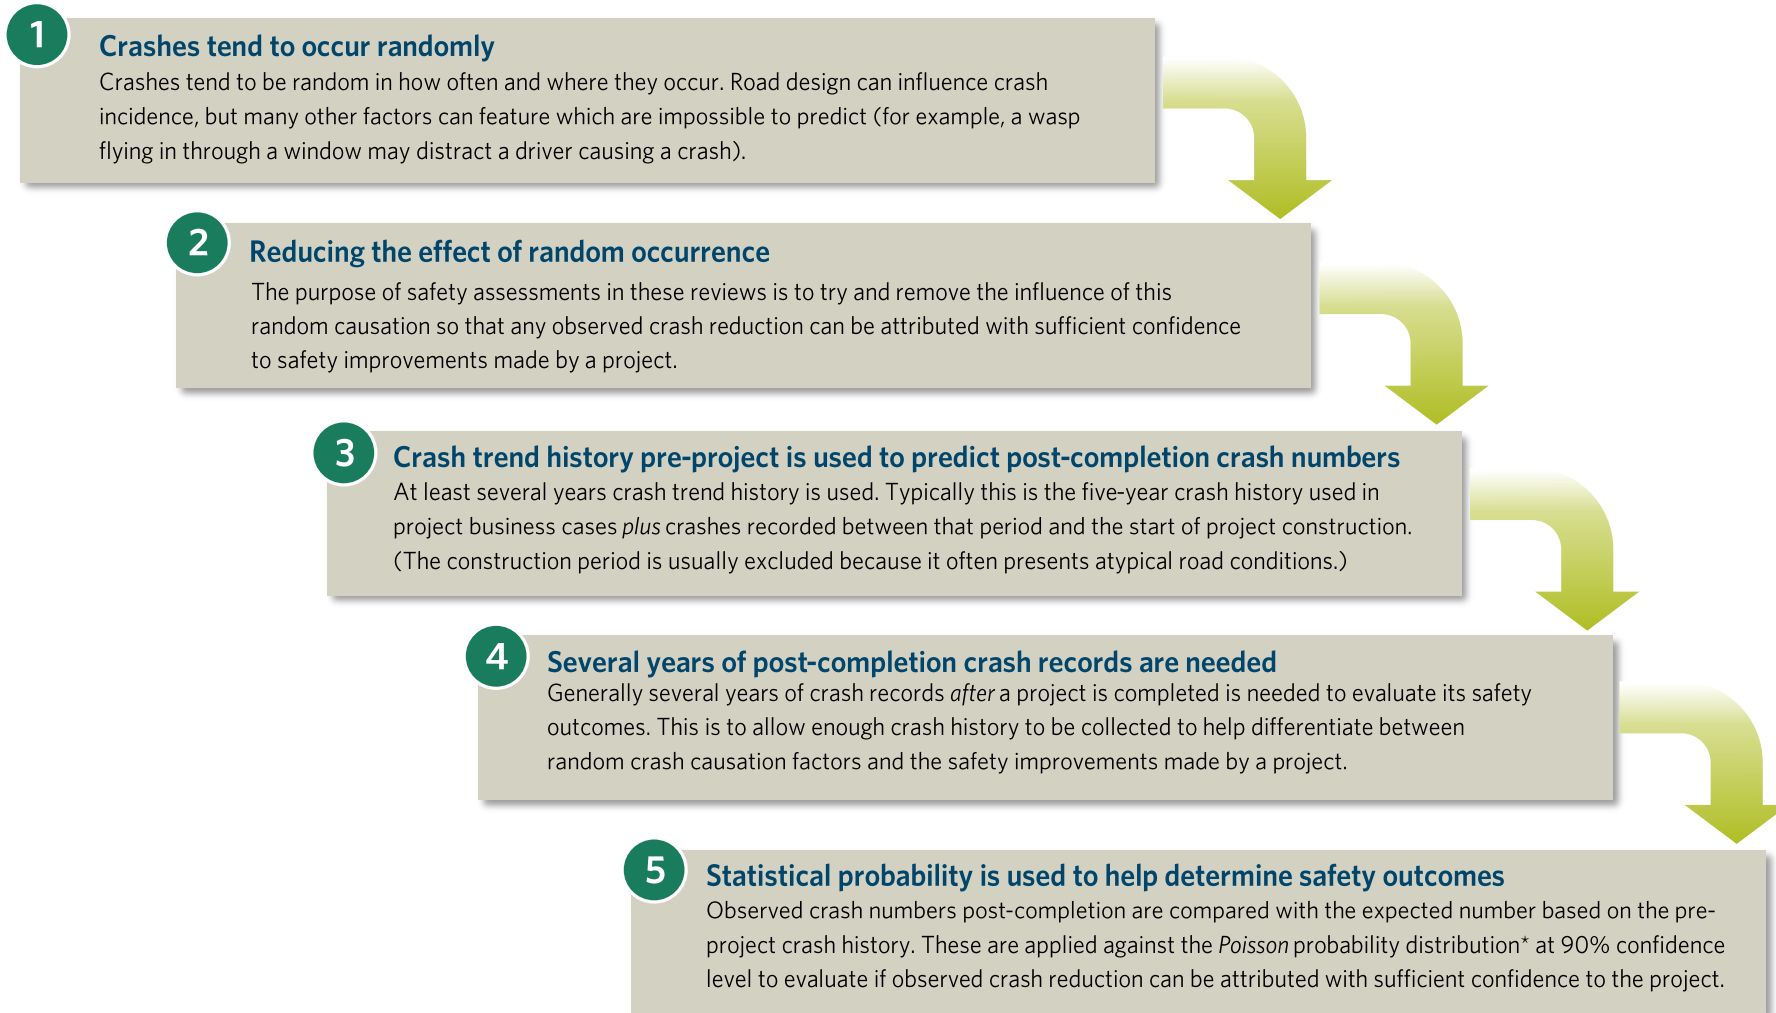 1
Crashes tend to occur randomly
Crashes tend to be random in how often and where they occur. Road design can influence crash
incidence, but many other factors can feature which are impossible to predict (for example, a wasp
flying in through a window may distract a driver causing a crash).
2
Reducing the effect of random occurrence
The purpose of safety assessments in these reviews is to try and remove the influence of this
random causation so that any observed crash reduction can be attributed with sufficient confidence
to safety improvements made by a project.
3
Crash trend history pre-project is used to predict post-completion crash numbers
At least several years crash trend history is used. Typically this is the five-year crash history used in
project business cases plus crashes recorded between that period and the start of project construction.
(The construction period is usually excluded because it often presents atypical road conditions.)
4
Several years of post-completion crash records are needed
Generally several years of crash records after a project is completed is needed to evaluate its safety
outcomes. This is to allow enough crash history to be collected to help differentiate between
random crash causation factors and the safety improvements made by a project.
5
Statistical probability is used to help determine safety outcomes
Observed crash numbers post-completion are compared with the expected number based on the pre-
project crash history. These are applied against the Poisson probability distribution* at 90% confidence
level to evaluate if observed crash reduction can be attributed with sufficient confidence to the project.